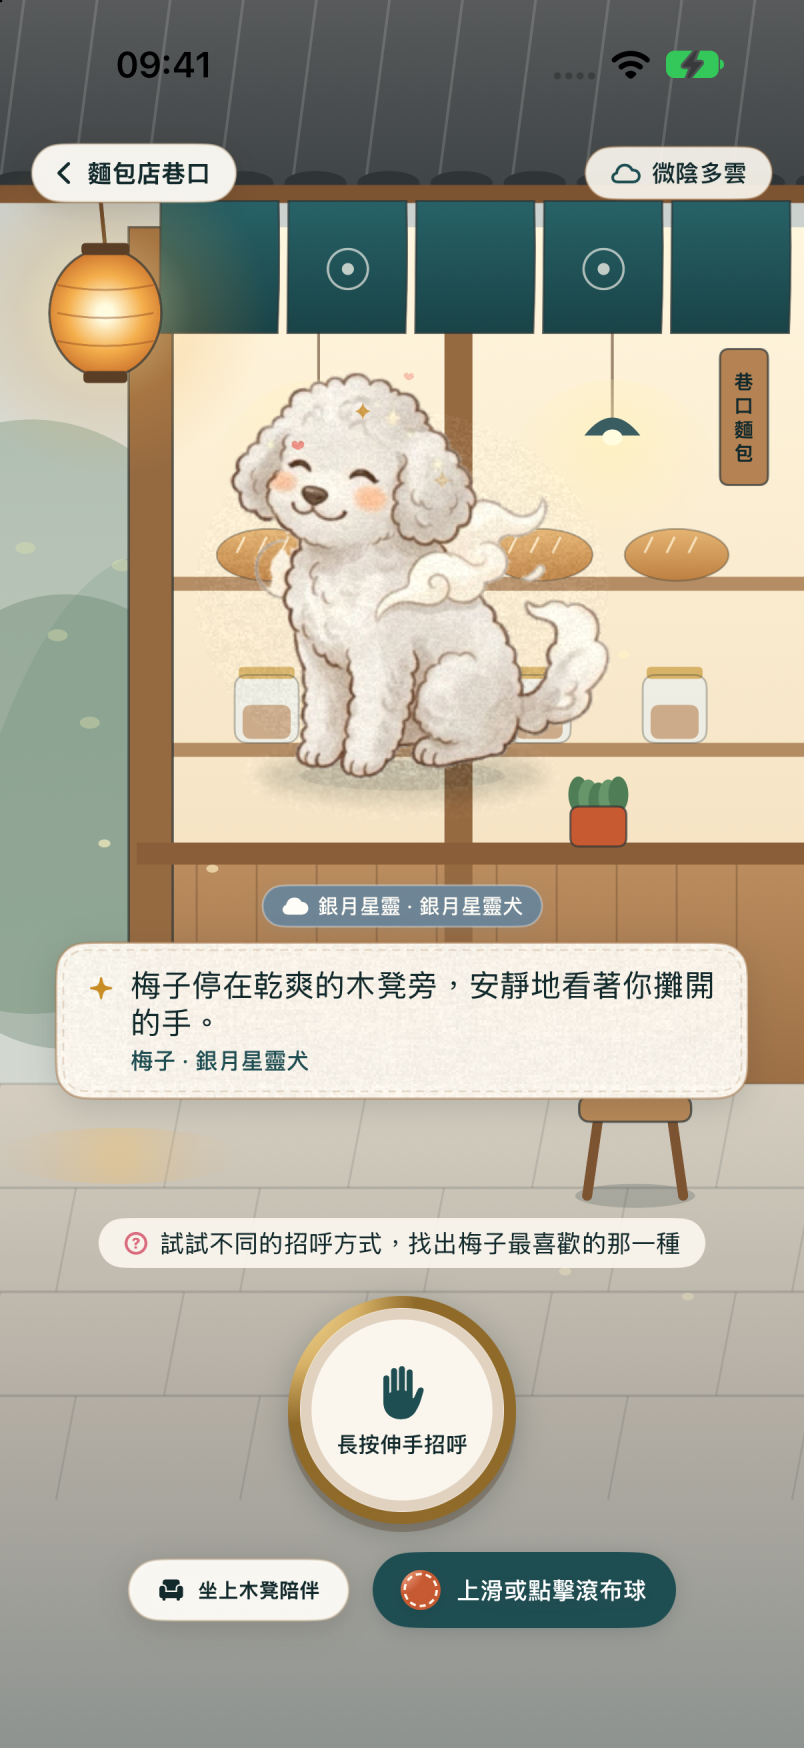 09:41
麵包店巷口
微陰多雲
巷口麵包
銀月星靈 · 銀月星靈犬
梅子停在乾爽的木凳旁，安靜地看著你攤開
的手。
梅子 · 銀月星靈犬
試試不同的招呼方式，找出梅子最喜歡的那一種
長按伸手招呼
坐上木凳陪伴
上滑或點擊滾布球